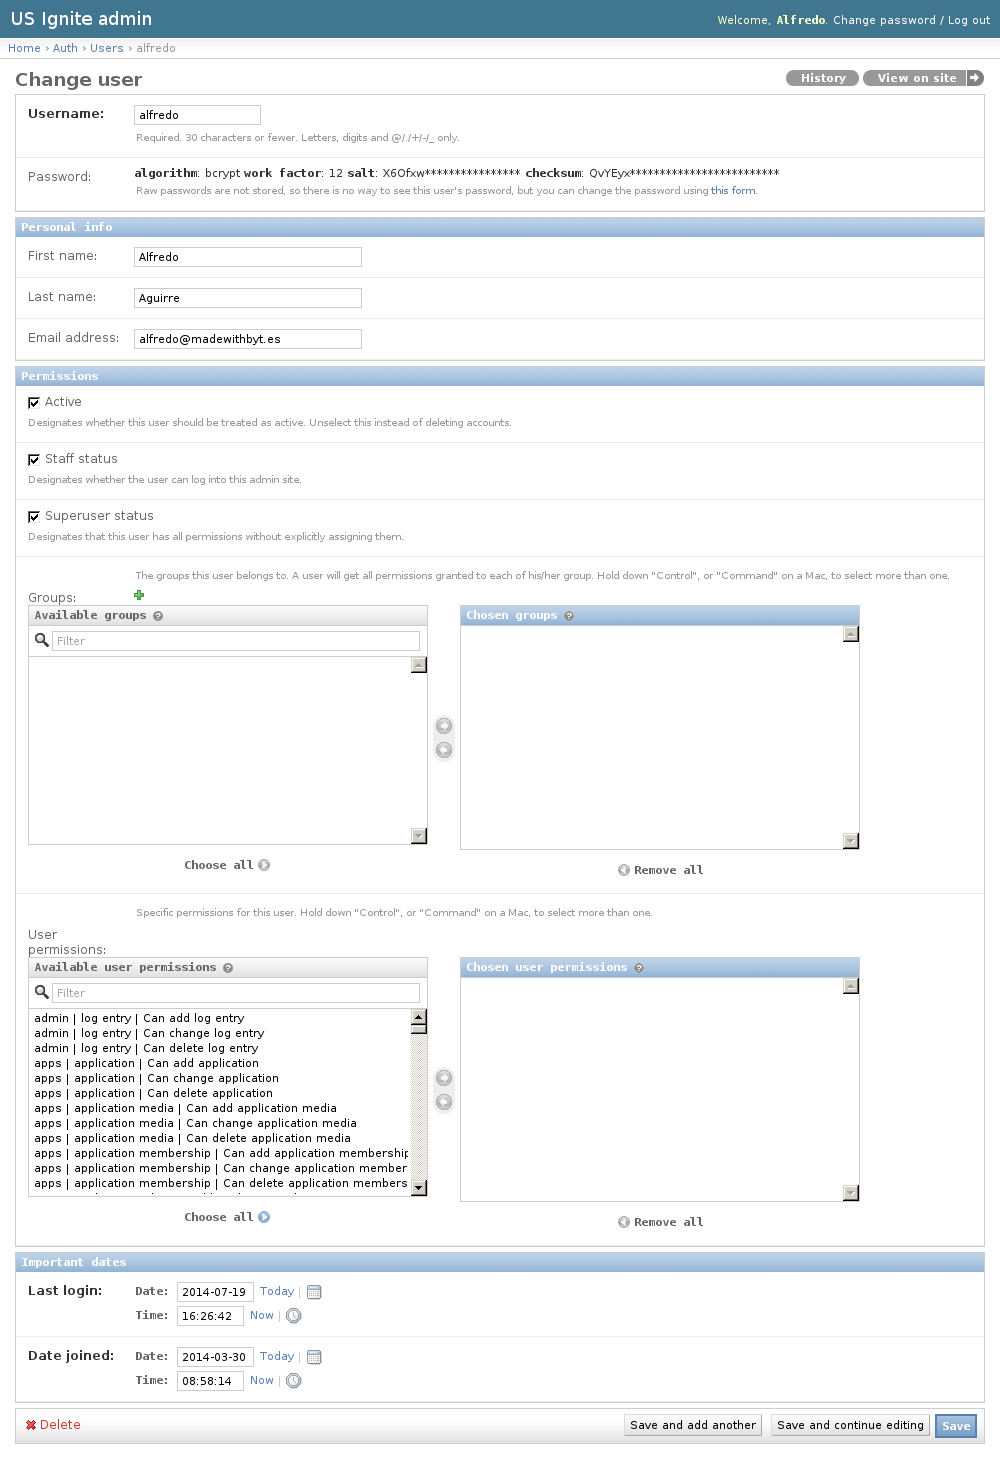 US Ignite admin
Welcome, Alfredo. Change password / Log out
Home › Auth › Users › alfredo
Change user
History
View on site
Username:
alfredo
Required. 30 characters or fewer. Letters, digits and @/./+/-/_ only.
Password:
algorithm: bcrypt work factor: 12 salt: X6Ofxw**************** checksum: QvYEyx*************************
Raw passwords are not stored, so there is no way to see this user's password, but you can change the password using this form.
Personal info
First name:
Alfredo
Last name:
Aguirre
Email address:
alfredo@madewithbyt.es
Permissions
Active
Designates whether this user should be treated as active. Unselect this instead of deleting accounts.
Staff status
Designates whether the user can log into this admin site.
Superuser status
Designates that this user has all permissions without explicitly assigning them.
The groups this user belongs to. A user will get all permissions granted to each of his/her group. Hold down "Control", or "Command" on a Mac, to select more than one.
Groups:
Available groups ?
Filter
Choose all
Chosen groups ?
Remove all
Specific permissions for this user. Hold down "Control", or "Command" on a Mac, to select more than one.
User
permissions:
Available user permissions ?
Filter
admin | log entry | Can add log entry
admin | log entry | Can change log entry
admin | log entry | Can delete log entry
apps | application | Can add application
apps | application | Can change application
apps | application | Can delete application
apps | application media | Can add application media
apps | application media | Can change application media
apps | application media | Can delete application media
apps | application membership | Can add application membership
apps | application membership | Can change application member
apps | application membership | Can delete application members
Choose all
Chosen user permissions ?
Remove all
Important dates
Last login:
Date: 2014-07-19 Today |
Time: 16:26:42 Now |
Date joined:
Date: 2014-03-30 Today |
Time: 08:58:14 Now |
Delete
Save and add another
Save and continue editing
Save